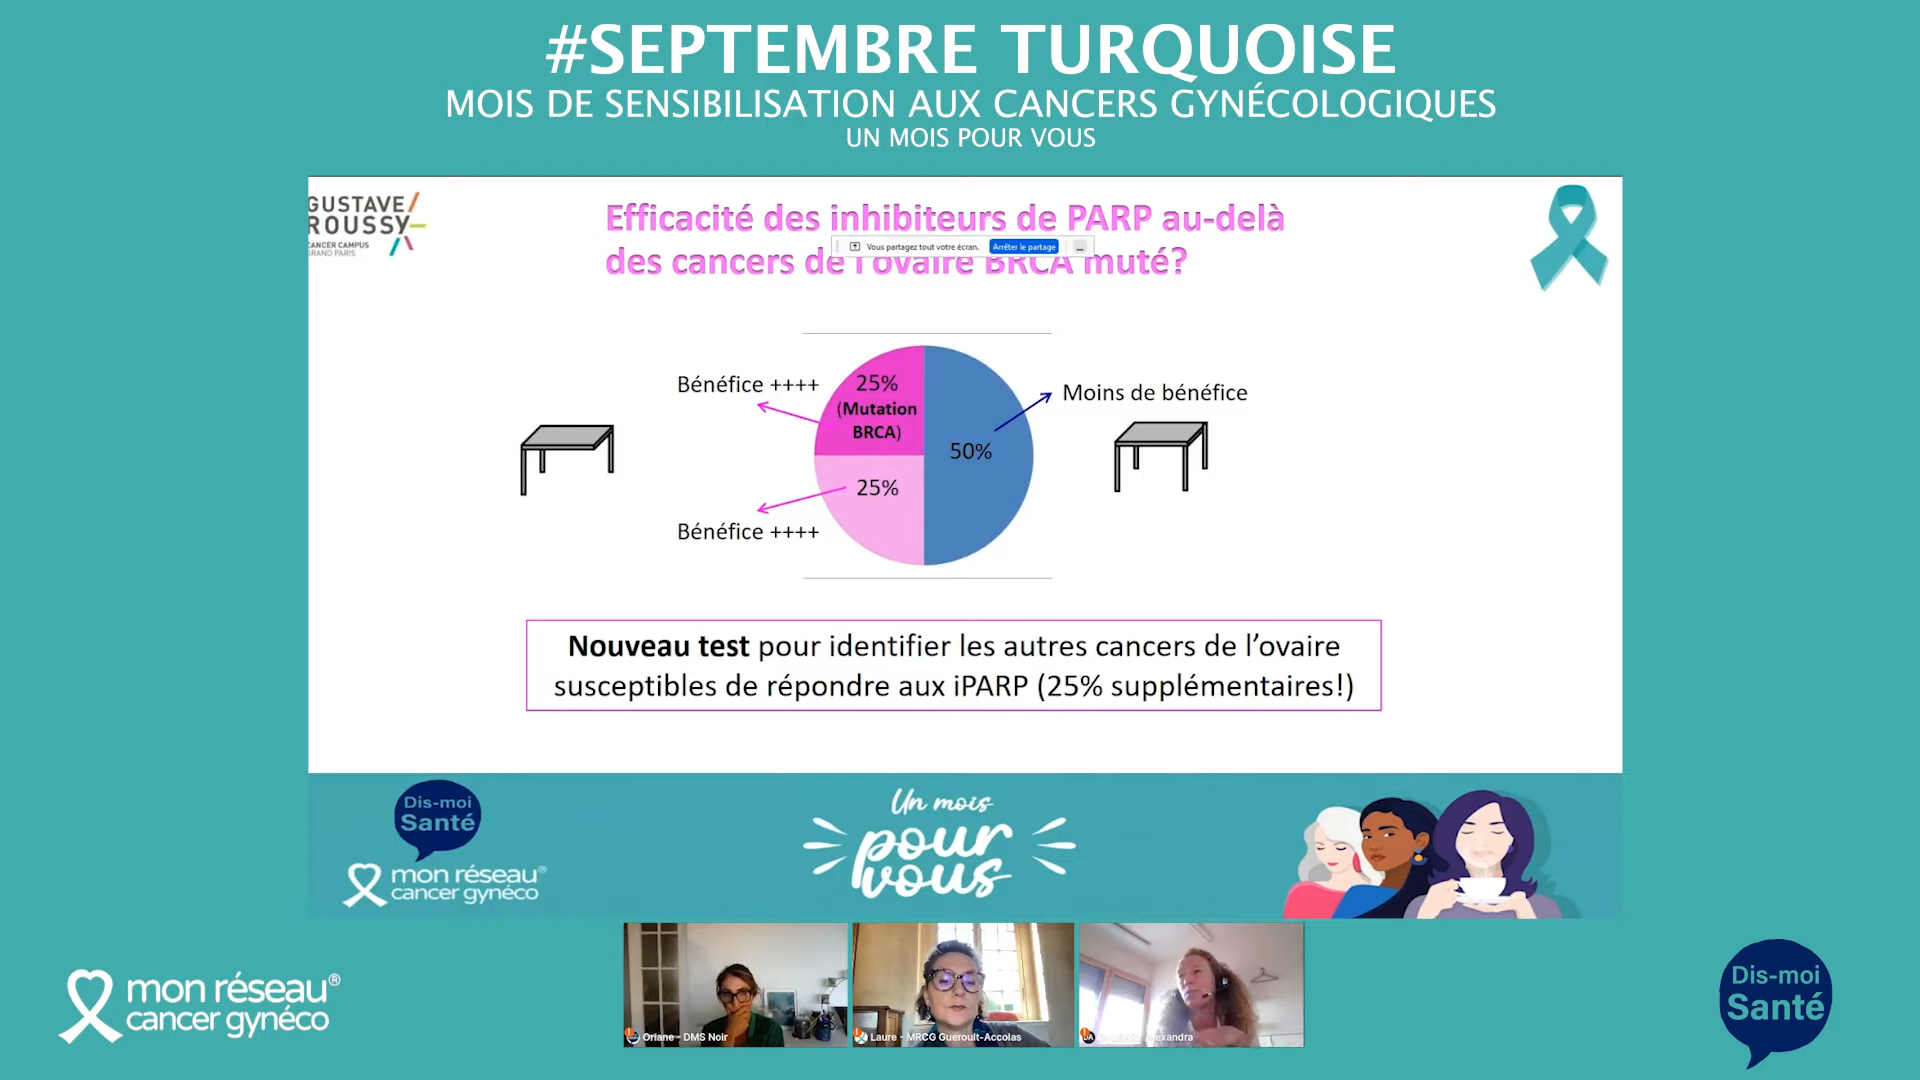 #SEPTEMBRE TURQUOISE
MOIS DE SENSIBILISATION AUX CANCERS GYNÉCOLOGIQUES
UN MOIS POUR VOUS
GUSTAVE/
ROUSSY
CANCER CAMPUS
GRAND PARIS
Efficacité des inhibiteurs de PARP au-delà
Vous partagez tout votre écran. Arrêter le partage
des cancers de l'ovaire BRCA muté?
Bénéfice ++++
25%
(Mutation
BRCA)
Moins de bénéfice
50%
25%
Bénéfice ++++
Nouveau test pour identifier les autres cancers de l'ovaire
susceptibles de répondre aux iPARP (25% supplémentaires!)
Dis-moi
Santé
mon réseau®
cancer gynéco
Un mois
pour
vous
Oriane - DMS Noir
Laure - MRCG Gueroult-Accolas
mon réseau®
cancer gynéco
Dis-moi
Santé